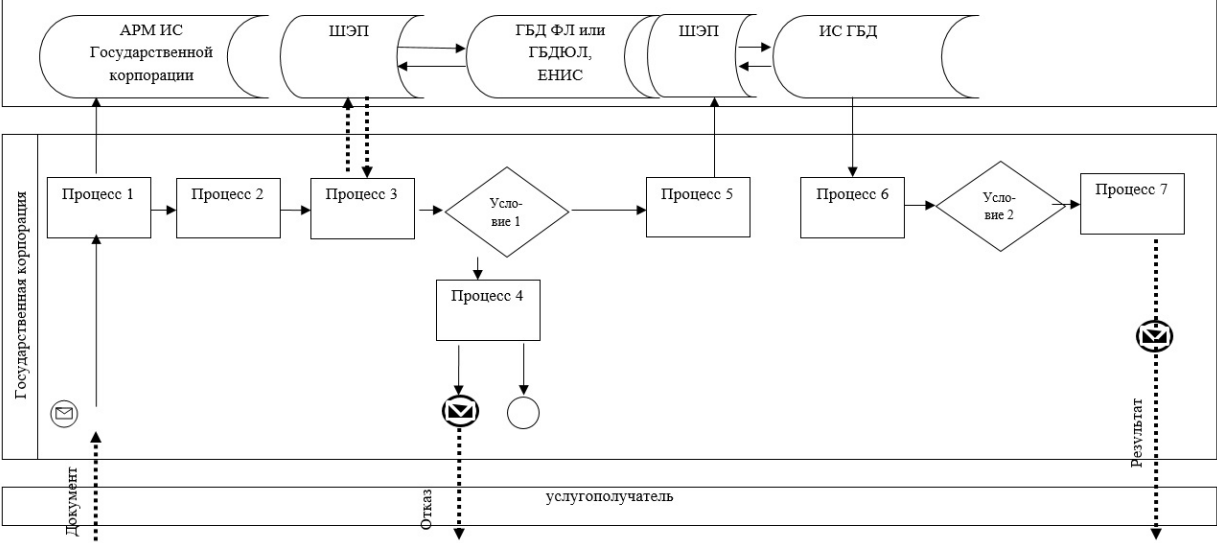 АРМ ИС
Государственной
корпорации
ШЭП
ГБД ФЛ или
ГБДЮЛ,
ЕНИС
ШЭП
ИС ГБД
Государственная корпорация
Процесс 1
Процесс 2
Процесс 3
Усло-
вие 1
Процесс 5
Процесс 6
Усло-
вие 2
Процесс 7
Процесс 4
Документ
Отказ
Результат
услугополучатель